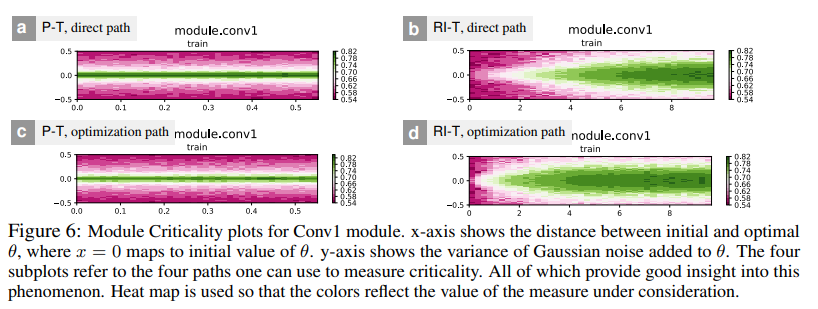 a P-T, direct path
module.conv1
train
0.5
0.0
−0.5
0.0 0.1 0.2 0.3 0.4 0.5
0.82
0.78
0.74
0.70
0.66
0.62
0.58
0.54
b RI-T, direct path
module.conv1
train
0.5
0.0
−0.5
0 2 4 6 8
0.82
0.78
0.74
0.70
0.66
0.62
0.58
0.54
c P-T, optimization path
module.conv1
train
0.5
0.0
−0.5
0.0 0.1 0.2 0.3 0.4 0.5
0.82
0.78
0.74
0.70
0.66
0.62
0.58
0.54
d RI-T, optimization path
module.conv1
train
0.5
0.0
−0.5
0 2 4 6 8
0.82
0.78
0.74
0.70
0.66
0.62
0.58
0.54
Figure 6: Module Criticality plots for Conv1 module. x-axis shows the distance between initial and optimal
θ, where x = 0 maps to initial value of θ. y-axis shows the variance of Gaussian noise added to θ. The four
subplots refer to the four paths one can use to measure criticality. All of which provide good insight into this
phenomenon. Heat map is used so that the colors reflect the value of the measure under consideration.